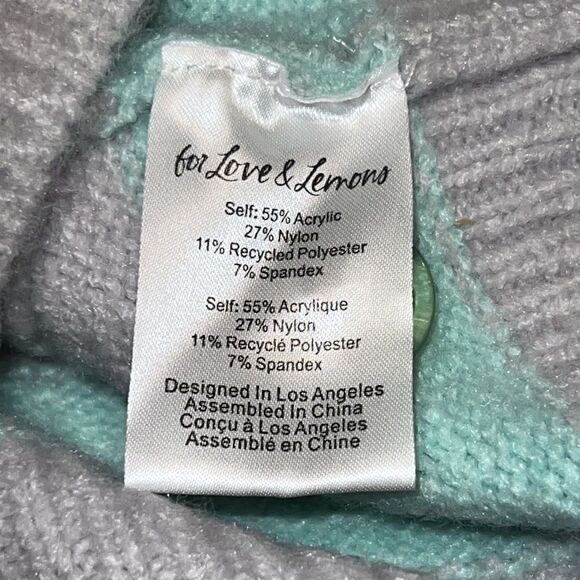 for Love & Lemons
Self: 55% Acrylic
27% Nylon
11% Recycled Polyester
7% Spandex
Self: 55% Acrylique
27% Nylon
11% Recyclé Polyester
7% Spandex
Designed In Los Angeles
Assembled In China
Conçu à Los Angeles
Assemblé en Chine